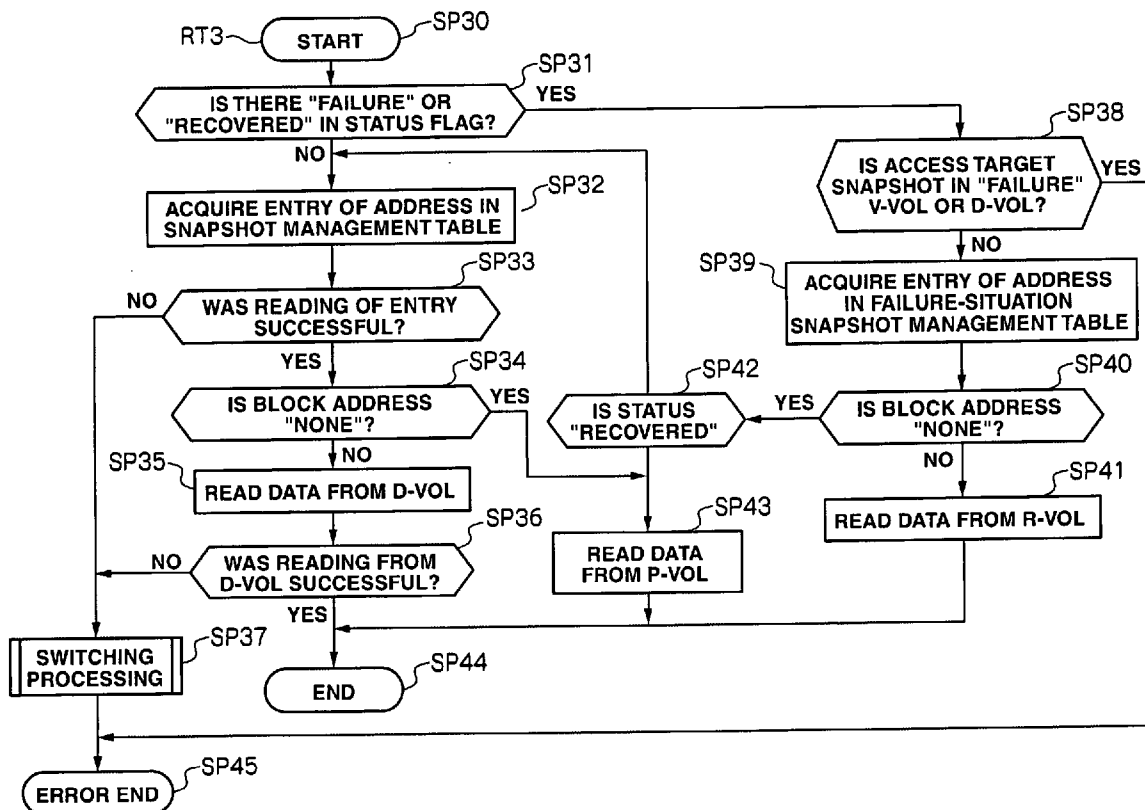 RT3
START
SP30
SP31
IS THERE "FAILURE" OR
"RECOVERED" IN STATUS FLAG?
YES
NO
SP38
IS ACCESS TARGET
SNAPSHOT IN "FAILURE"
V-VOL OR D-VOL?
YES
NO
SP32
ACQUIRE ENTRY OF ADDRESS IN
SNAPSHOT MANAGEMENT TABLE
SP39
ACQUIRE ENTRY OF ADDRESS
IN FAILURE-SITUATION
SNAPSHOT MANAGEMENT TABLE
SP33
NO
WAS READING OF ENTRY
SUCCESSFUL?
YES
SP34
IS BLOCK ADDRESS
"NONE"?
YES
NO
SP42
IS STATUS
"RECOVERED"
YES
SP40
IS BLOCK ADDRESS
"NONE"?
NO
SP35
READ DATA FROM D-VOL
SP41
READ DATA FROM R-VOL
SP36
NO
WAS READING FROM
D-VOL SUCCESSFUL?
YES
SP43
READ DATA
FROM P-VOL
SP37
SWITCHING
PROCESSING
END
SP44
ERROR END
SP45